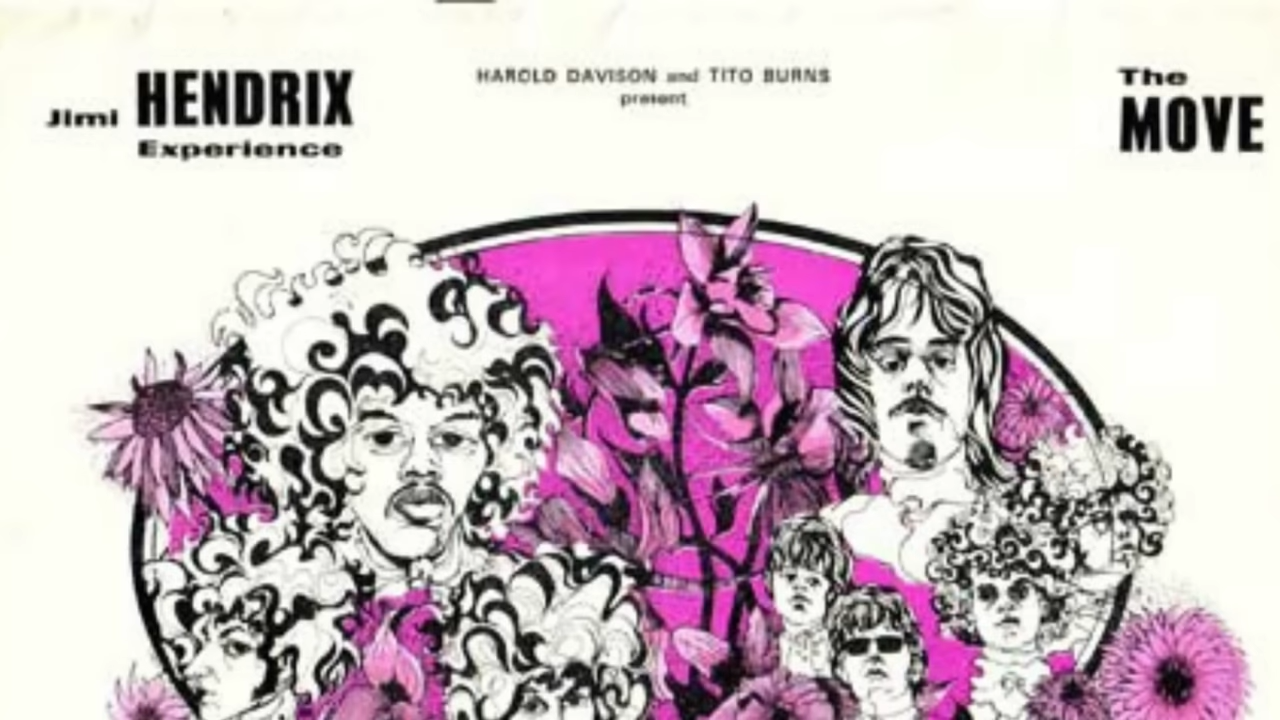 Jimi HENDRIX
Experience
HAROLD DAVISON and TITO BURNS
present
The
MOVE